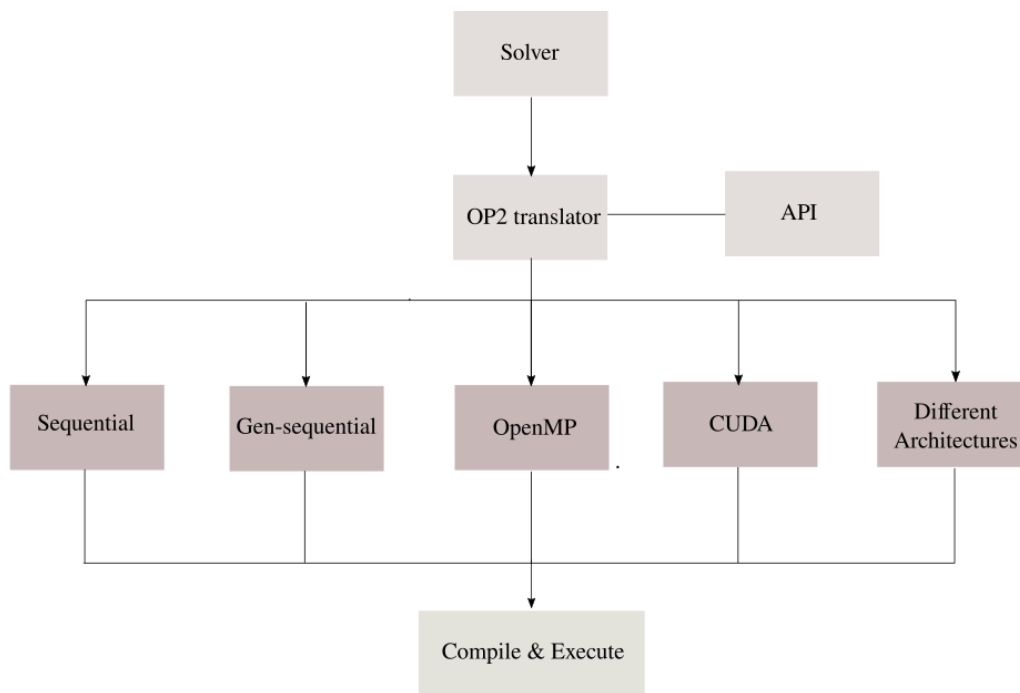 Solver
OP2 translator
API
Sequential
Gen-sequential
OpenMP
CUDA
Different
Architectures
Compile & Execute